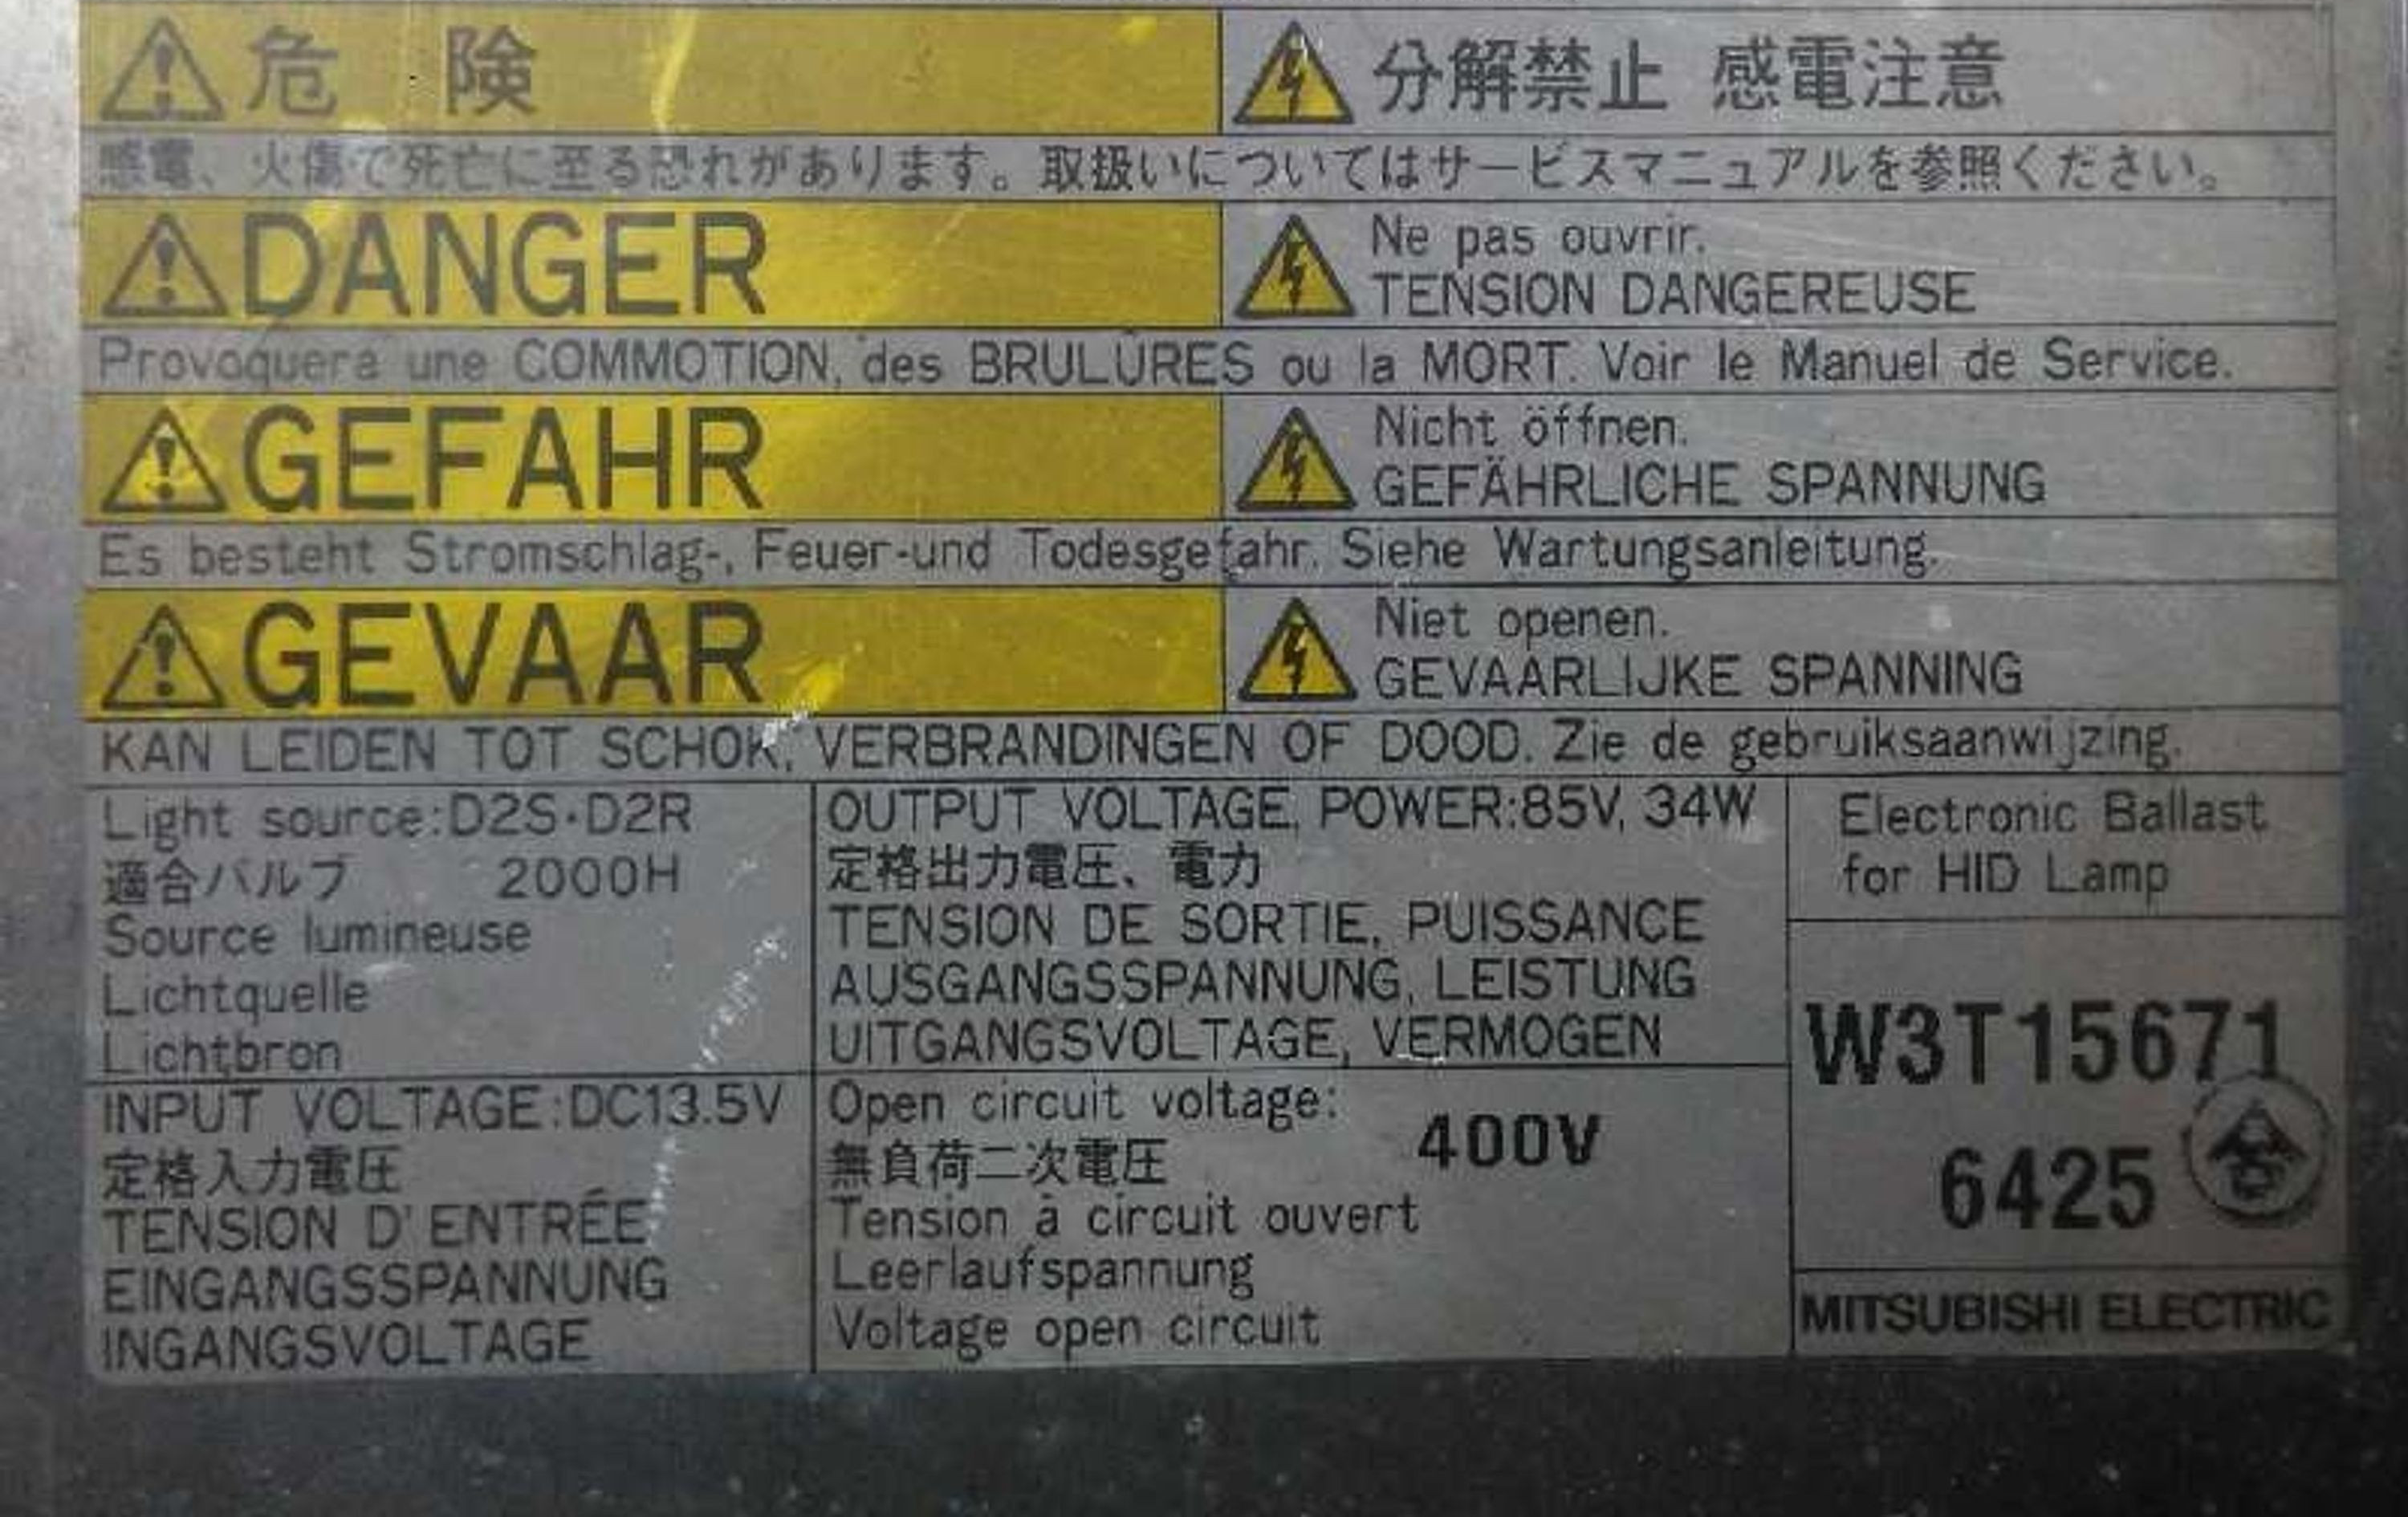 危 険
分解禁止 感電注意
感電、火傷で死亡に至る恐れがあります。取扱いについてはサービスマニュアルを参照ください。
DANGER
Ne pas ouvrir.
TENSION DANGEREUSE
Provoquera une COMMOTION, des BRULÛRES ou la MORT. Voir le Manuel de Service.
GEFAHR
Nicht öffnen.
GEFÄHRLICHE SPANNUNG
Es besteht Stromschlag-, Feuer-und Todesgefahr. Siehe Wartungsanleitung.
GEVAAR
Niet openen.
GEVAARLIJKE SPANNING
KAN LEIDEN TOT SCHOK, VERBRANDINGEN OF DOOD. Zie de gebruiksaanwijzing.
Light source:D2S·D2R
適合バルブ 2000H
Source lumineuse
Lichtquelle
Lichtbron
INPUT VOLTAGE:DC13.5V
定格入力電圧
TENSION D'ENTRÉE
EINGANGSSPANNUNG
INGANGSVOLTAGE
OUTPUT VOLTAGE, POWER:85V, 34W
定格出力電圧、電力
TENSION DE SORTIE, PUISSANCE
AUSGANGSSPANNUNG, LEISTUNG
UITGANGSVOLTAGE, VERMOGEN
Open circuit voltage:
400V
無負荷二次電圧
Tension à circuit ouvert
Leerlaufspannung
Voltage open circuit
Electronic Ballast
for HID Lamp
W3T15671
6425
MITSUBISHI ELECTRIC